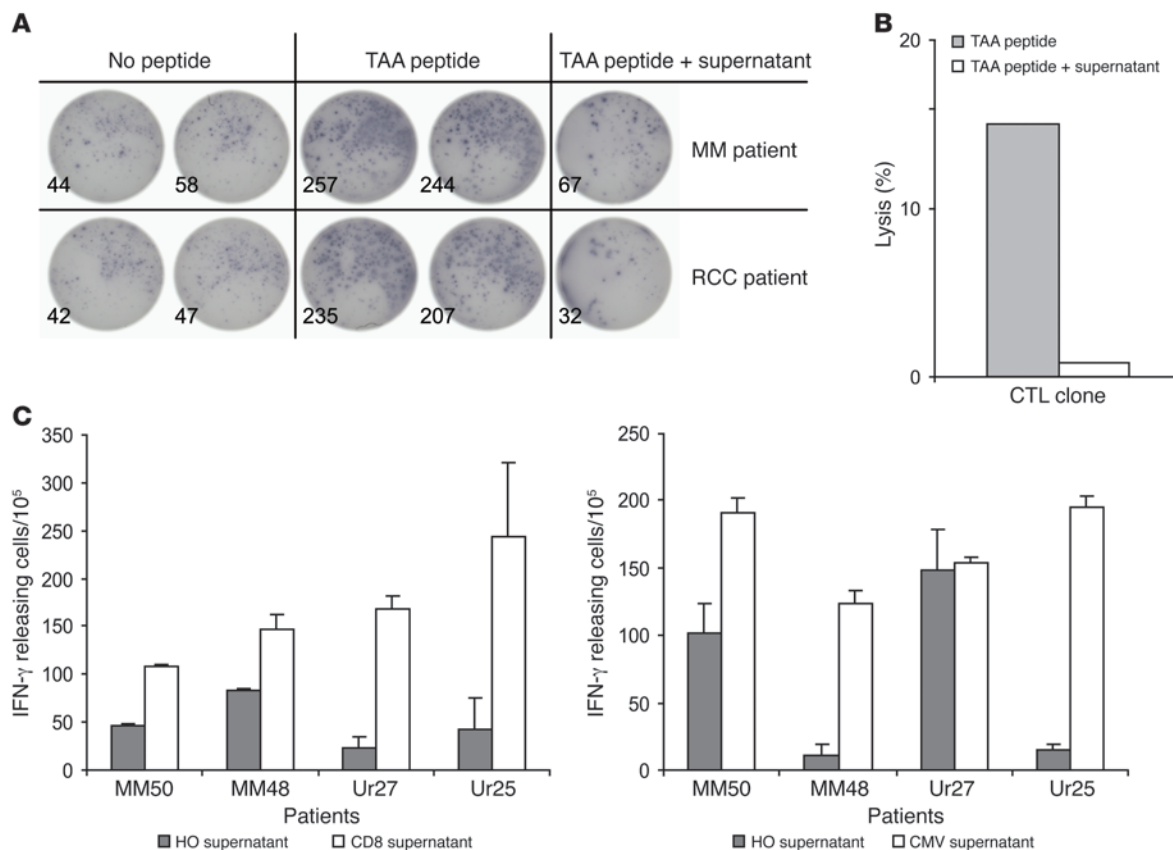 A
No peptide TAA peptide TAA peptide + supernatant
44 58 257 244 67 MM patient
42 47 235 207 32 RCC patient
B
TAA peptide
TAA peptide + supernatant
Lysis (%)
20
10
0
CTL clone
C
IFN-γ releasing cells/10⁵
350
300
250
200
150
100
50
0
MM50 MM48 Ur27 Ur25
Patients
HO supernatant CD8 supernatant
IFN-γ releasing cells/10⁵
250
200
150
100
50
0
MM50 MM48 Ur27 Ur25
Patients
HO supernatant CMV supernatant